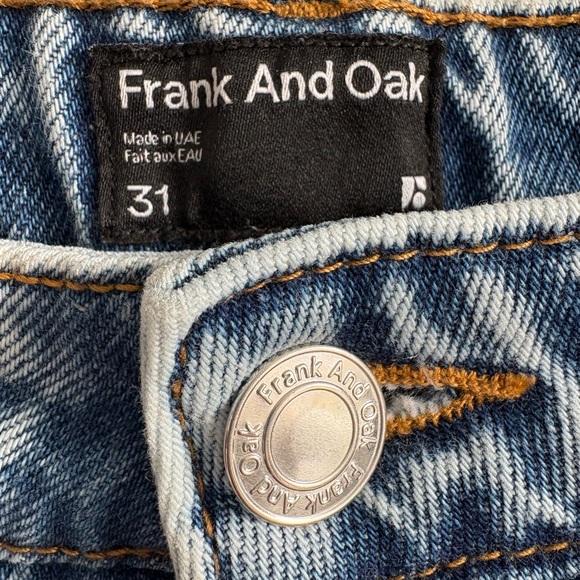 Frank And Oak
Made in UAE
Fait aux EAU
31
Frank And Oak
Frank And Oak